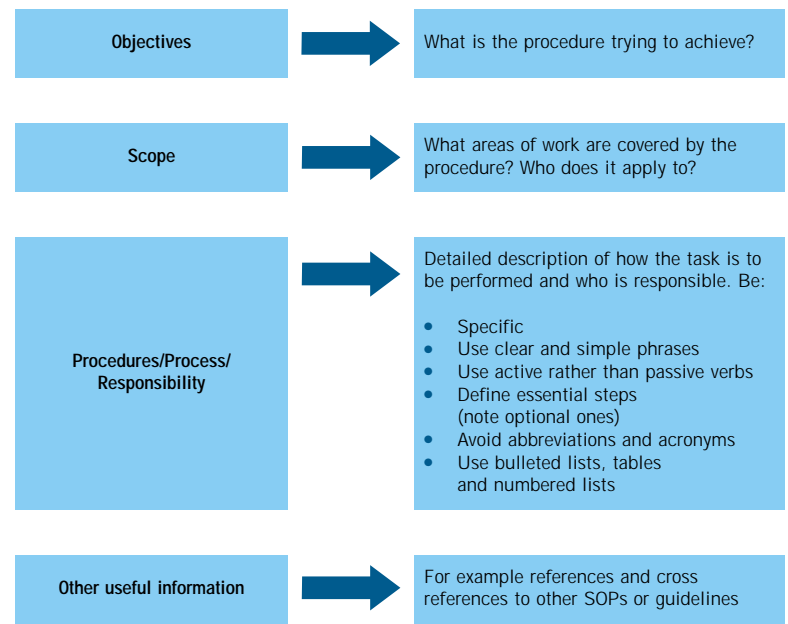 Objectives
What is the procedure trying to achieve?
Scope
What areas of work are covered by the
procedure? Who does it apply to?
Procedures/Process/
Responsibility
Detailed description of how the task is to
be performed and who is responsible. Be:
• Specific
• Use clear and simple phrases
• Use active rather than passive verbs
• Define essential steps
(note optional ones)
• Avoid abbreviations and acronyms
• Use bulleted lists, tables
and numbered lists
Other useful information
For example references and cross
references to other SOPs or guidelines